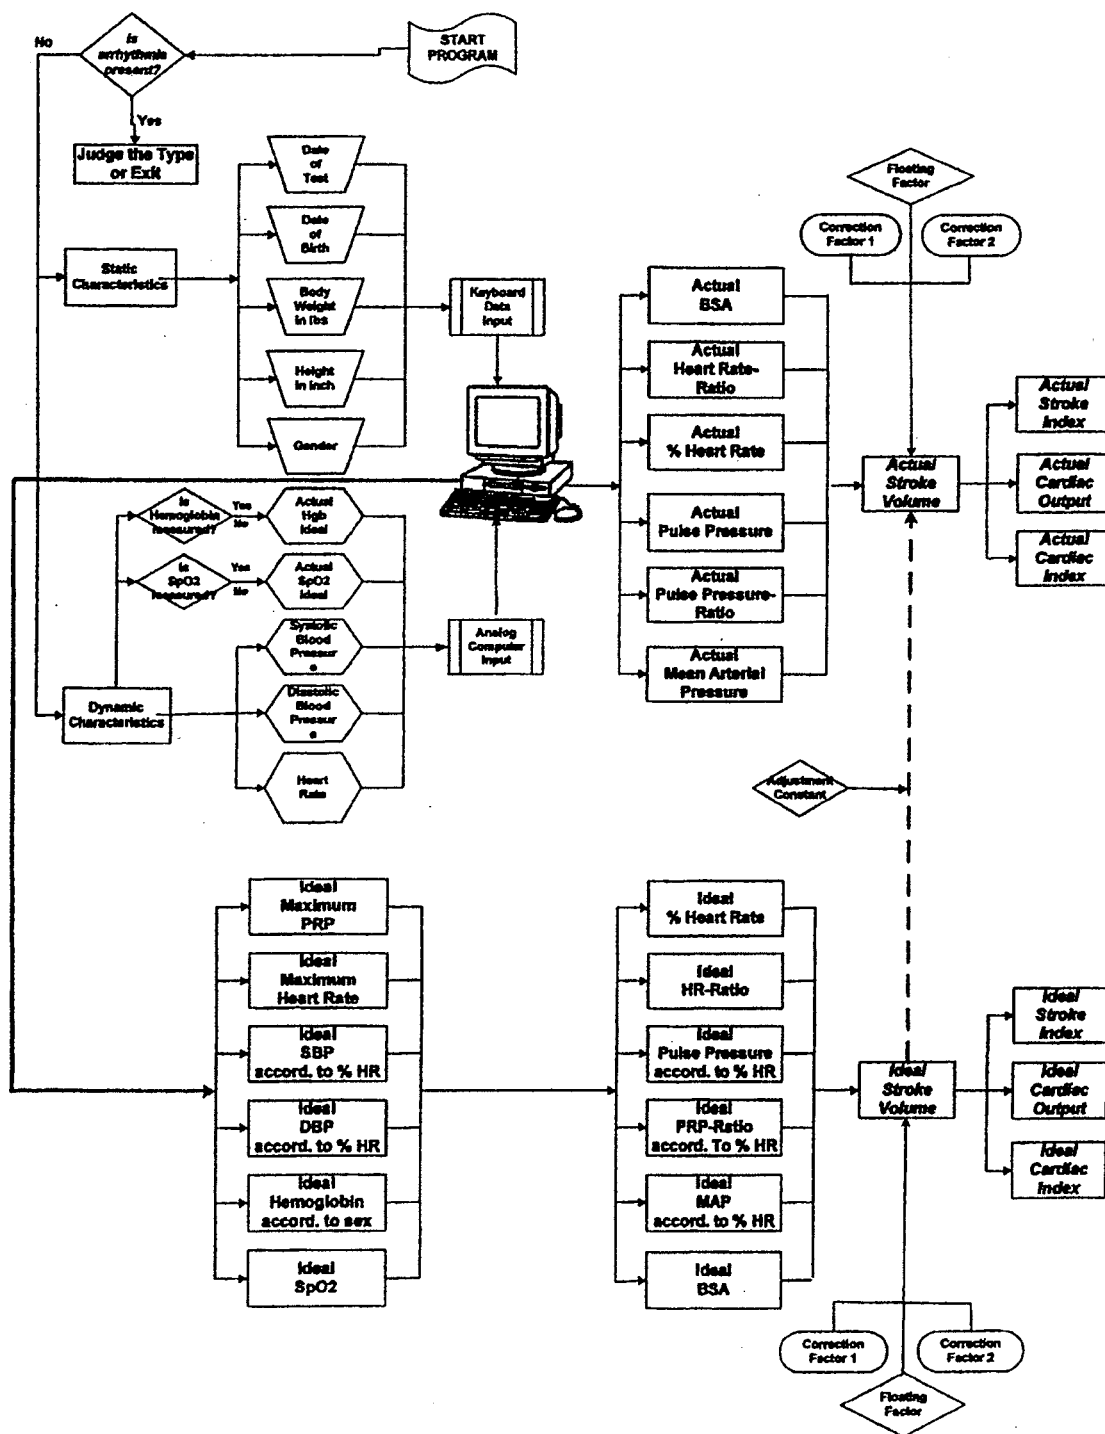 START
PROGRAM
No
Is
arrhythmia
present?
Yes
Judge the Type
or Exit
Static
Characteristics
Date
of
Test
Date
of
Birth
Body
Weight
in lbs
Height
in inch
Gender
Keyboard
Data
Input
Is
Hemoglobin
measured?
Yes
No
Actual
Hgb
Ideal
Is
SpO2
measured?
Yes
No
Actual
SpO2
Ideal
Systolic
Blood
Pressur
e
Diastolic
Blood
Pressur
e
Heart
Rate
Dynamic
Characteristics
Analog
Computer
Input
Actual
BSA
Actual
Heart Rate-
Ratio
Actual
% Heart Rate
Actual
Pulse Pressure
Actual
Pulse Pressure-
Ratio
Actual
Mean Arterial
Pressure
Floating
Factor
Correction
Factor 1
Correction
Factor 2
Actual
Stroke
Volume
Actual
Stroke
Index
Actual
Cardiac
Output
Actual
Cardiac
Index
Adjustment
Constant
Ideal
Maximum
PRP
Ideal
Maximum
Heart Rate
Ideal
SBP
accord. to % HR
Ideal
DBP
accord. to % HR
Ideal
Hemoglobin
accord. to sex
Ideal
SpO2
Ideal
% Heart Rate
Ideal
HR-Ratio
Ideal
Pulse Pressure
accord. to % HR
Ideal
PRP-Ratio
accord. To % HR
Ideal
MAP
accord. to % HR
Ideal
BSA
Ideal
Stroke
Volume
Ideal
Stroke
Index
Ideal
Cardiac
Output
Ideal
Cardiac
Index
Correction
Factor 1
Correction
Factor 2
Floating
Factor